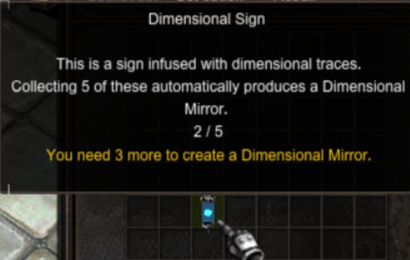 Dimensional Sign
This is a sign infused with dimensional traces.
Collecting 5 of these automatically produces a Dimensional
Mirror.
2 / 5
You need 3 more to create a Dimensional Mirror.